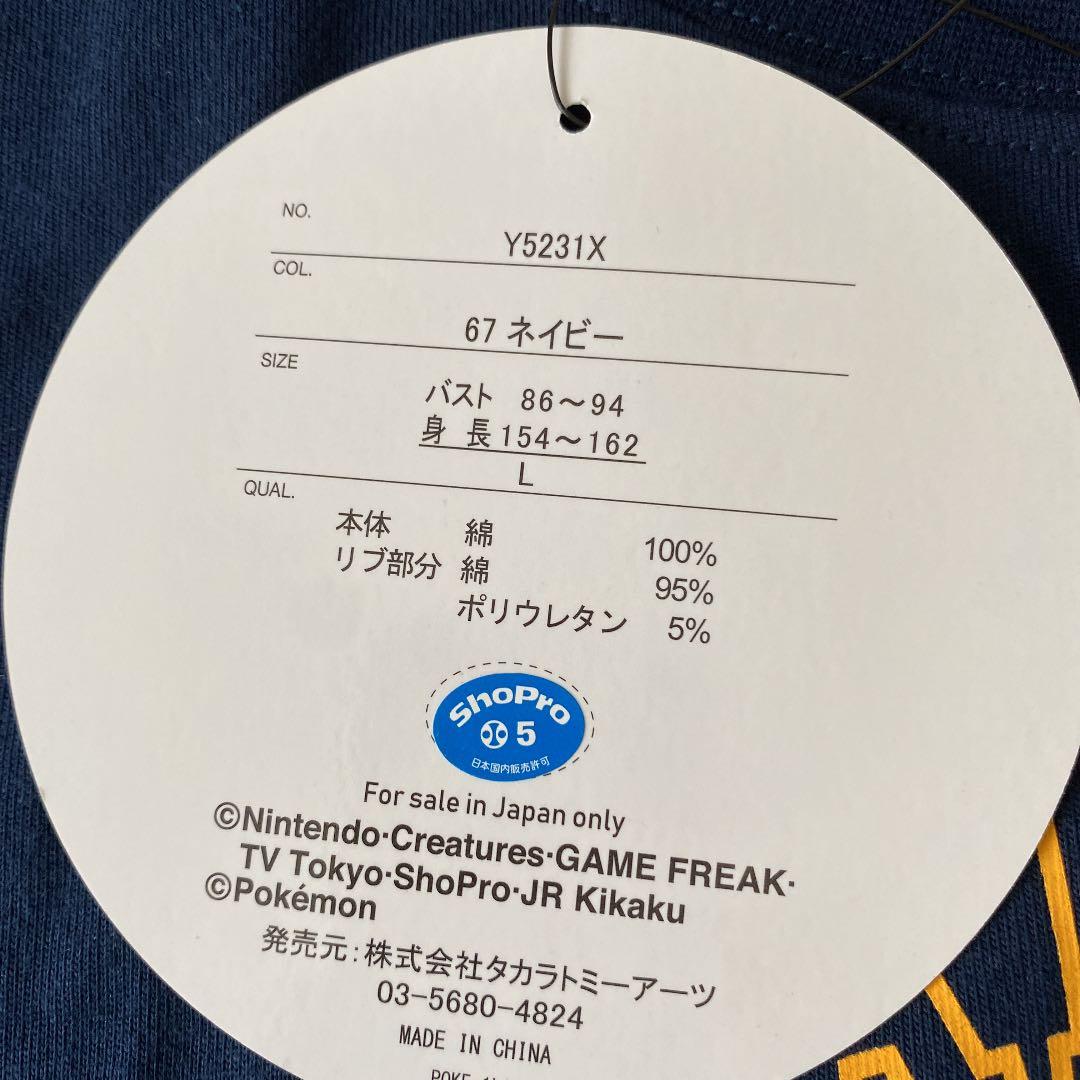 NO.
Y5231X
COL.
67 ネイビー
SIZE
バスト 86～94
身 長 154～162
L
QUAL.
本体 綿 100%
リブ部分 綿 95%
ポリウレタン 5%
ShoPro
5
日本国内販売許可
For sale in Japan only
©Nintendo·Creatures·GAME FREAK·
TV Tokyo·ShoPro·JR Kikaku
©Pokémon
発売元：株式会社タカラトミーアーツ
03-5680-4824
MADE IN CHINA